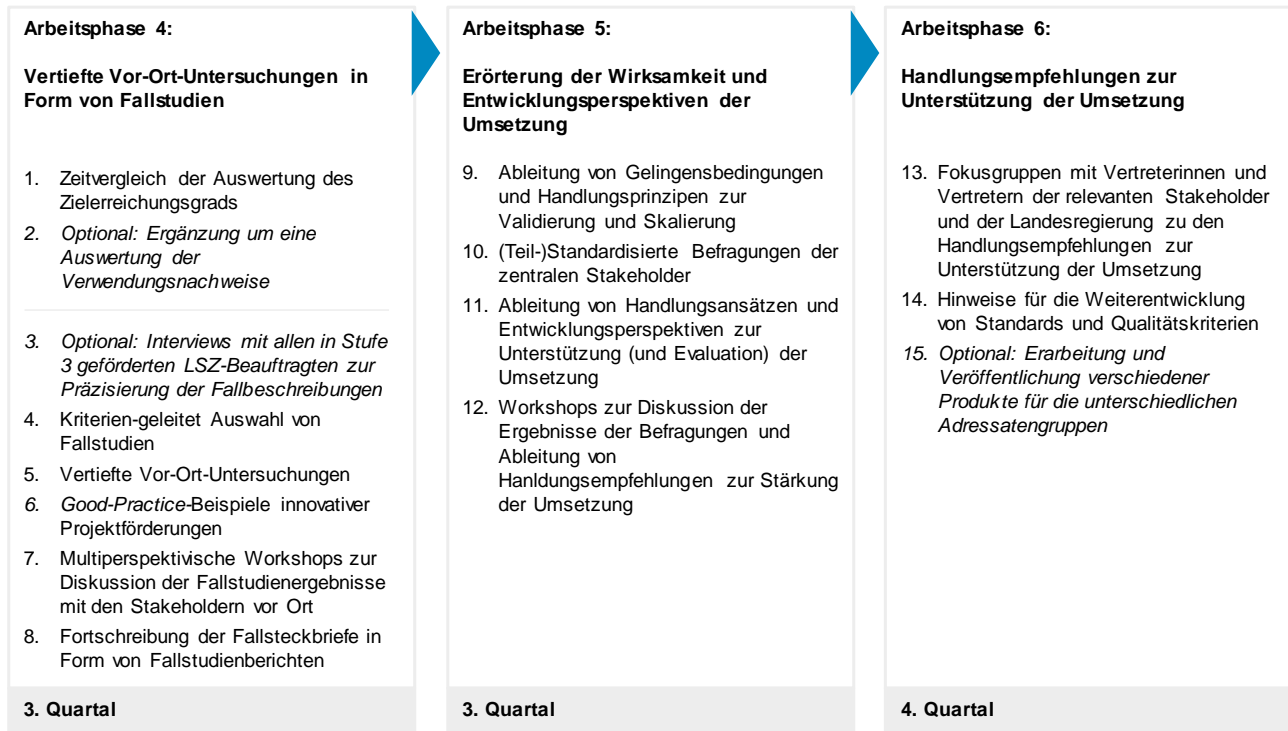 Arbeitsphase 4:
Vertiefte Vor-Ort-Untersuchungen in
Form von Fallstudien
1. Zeitvergleich der Auswertung des
Zielerreichungsgrads
2. Optional: Ergänzung um eine
Auswertung der
Verwendungsnachweise
3. Optional: Interviews mit allen in Stufe
3 geförderten LSZ-Beauftragten zur
Präzisierung der Fallbeschreibungen
4. Kriterien-geleitet Auswahl von
Fallstudien
5. Vertiefte Vor-Ort-Untersuchungen
6. Good-Practice-Beispiele innovativer
Projektförderungen
7. Multiperspektivische Workshops zur
Diskussion der Fallstudienergebnisse
mit den Stakeholdern vor Ort
8. Fortschreibung der Fallsteckbriefe in
Form von Fallstudienberichten
3. Quartal
Arbeitsphase 5:
Erörterung der Wirksamkeit und
Entwicklungsperspektiven der
Umsetzung
9. Ableitung von Gelingensbedingungen
und Handlungsprinzipen zur
Validierung und Skalierung
10. (Teil-)Standardisierte Befragungen der
zentralen Stakeholder
11. Ableitung von Handlungsansätzen und
Entwicklungsperspektiven zur
Unterstützung (und Evaluation) der
Umsetzung
12. Workshops zur Diskussion der
Ergebnisse der Befragungen und
Ableitung von
Hanldungsempfehlungen zur Stärkung
der Umsetzung
3. Quartal
Arbeitsphase 6:
Handlungsempfehlungen zur
Unterstützung der Umsetzung
13. Fokusgruppen mit Vertreterinnen und
Vertretern der relevanten Stakeholder
und der Landesregierung zu den
Handlungsempfehlungen zur
Unterstützung der Umsetzung
14. Hinweise für die Weiterentwicklung
von Standards und Qualitätskriterien
15. Optional: Erarbeitung und
Veröffentlichung verschiedener
Produkte für die unterschiedlichen
Adressatengruppen
4. Quartal